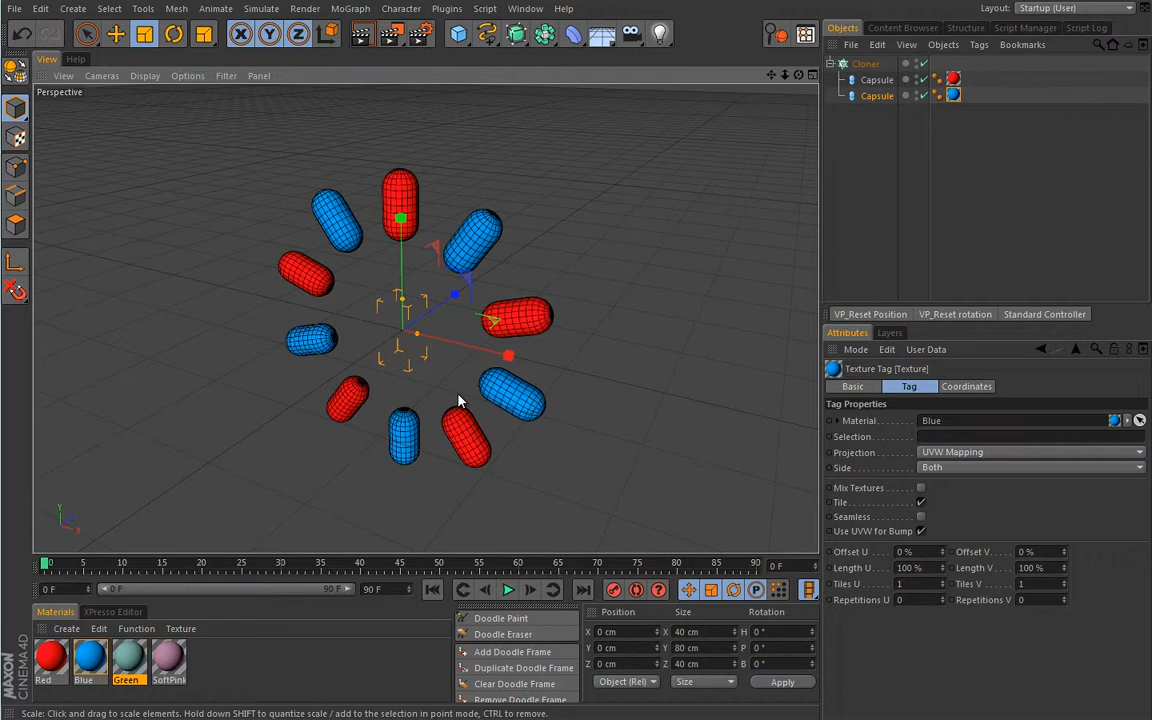 File Edit Create Select Tools Mesh Animate Simulate Render MoGraph Character Plugins Script Window Help Layout: Startup (User)
X Y Z
View Help
View Cameras Display Options Filter Panel
Perspective
Y
X
0 5 10 15 20 25 30 35 40 45 50 55 60 65 70 75 80 85 90 0 F
0 F 0 F 90 F 90 F
Materials XPresso Editor
Create Edit Function Texture
Red Blue Green SoftPink
MAXON CINEMA4D
Doodle Paint
Doodle Eraser
Add Doodle Frame
Duplicate Doodle Frame
Clear Doodle Frame
Remove Doodle Frame
Position Size Rotation
X 0 cm X 40 cm H 0 °
Y 0 cm Y 80 cm P 0 °
Z 0 cm Z 40 cm B 0 °
Object (Rel) Size Apply
Objects Content Browser Structure Script Manager Script Log
File Edit View Objects Tags Bookmarks
Cloner
Capsule
Capsule
VP_Reset Position VP_Reset rotation Standard Controller
Attributes Layers
Mode Edit User Data
Texture Tag [Texture]
Basic Tag Coordinates
Tag Properties
Material Blue
Selection
Projection UVW Mapping
Side Both
Mix Textures
Tile
Seamless
Use UVW for Bump
Offset U 0 % Offset V 0 %
Length U 100 % Length V 100 %
Tiles U 1 Tiles V 1
Repetitions U 0 Repetitions V 0
Scale: Click and drag to scale elements. Hold down SHIFT to quantize scale / add to the selection in point mode, CTRL to remove.